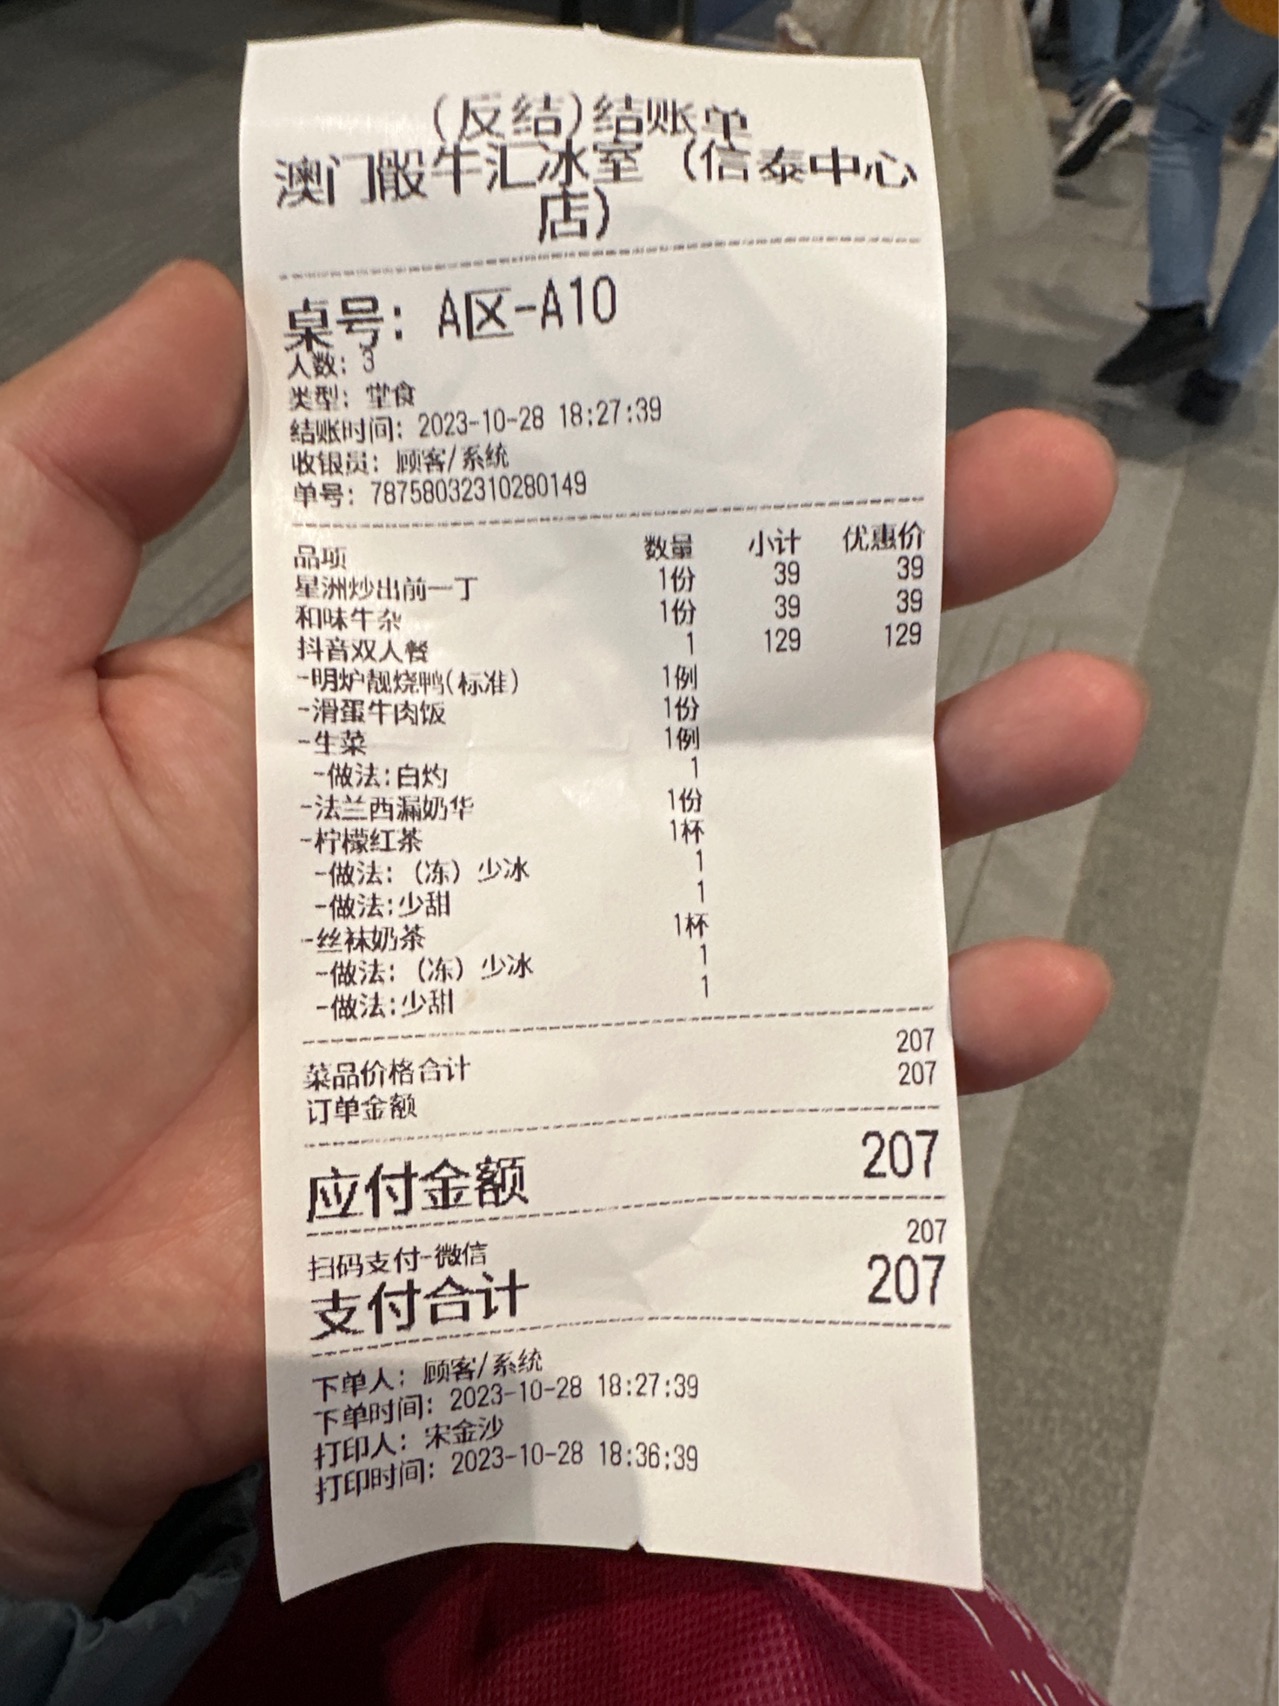 (反结)结账单
澳门骰牛汇冰室（信泰中心
店）
桌号：A区-A10
人数：3
类型：堂食
结账时间：2023-10-28 18:27:39
收银员：顾客/系统
单号：78758032310280149
品项 数量 小计 优惠价
星洲炒出前一丁 1份 39 39
和味牛杂 1份 39 39
抖音双人餐 1 129 129
-明炉靓烧鸭(标准) 1例
-滑蛋牛肉饭 1份
-生菜 1例
-做法:白灼 1
-法兰西漏奶华 1份
-柠檬红茶 1杯
-做法:（冻）少冰 1
-做法:少甜 1
-丝袜奶茶 1杯
-做法:（冻）少冰 1
-做法:少甜 1
菜品价格合计 207
订单金额 207
应付金额 207
扫码支付-微信 207
支付合计 207
下单人：顾客/系统
下单时间：2023-10-28 18:27:39
打印人：宋金沙
打印时间：2023-10-28 18:36:39